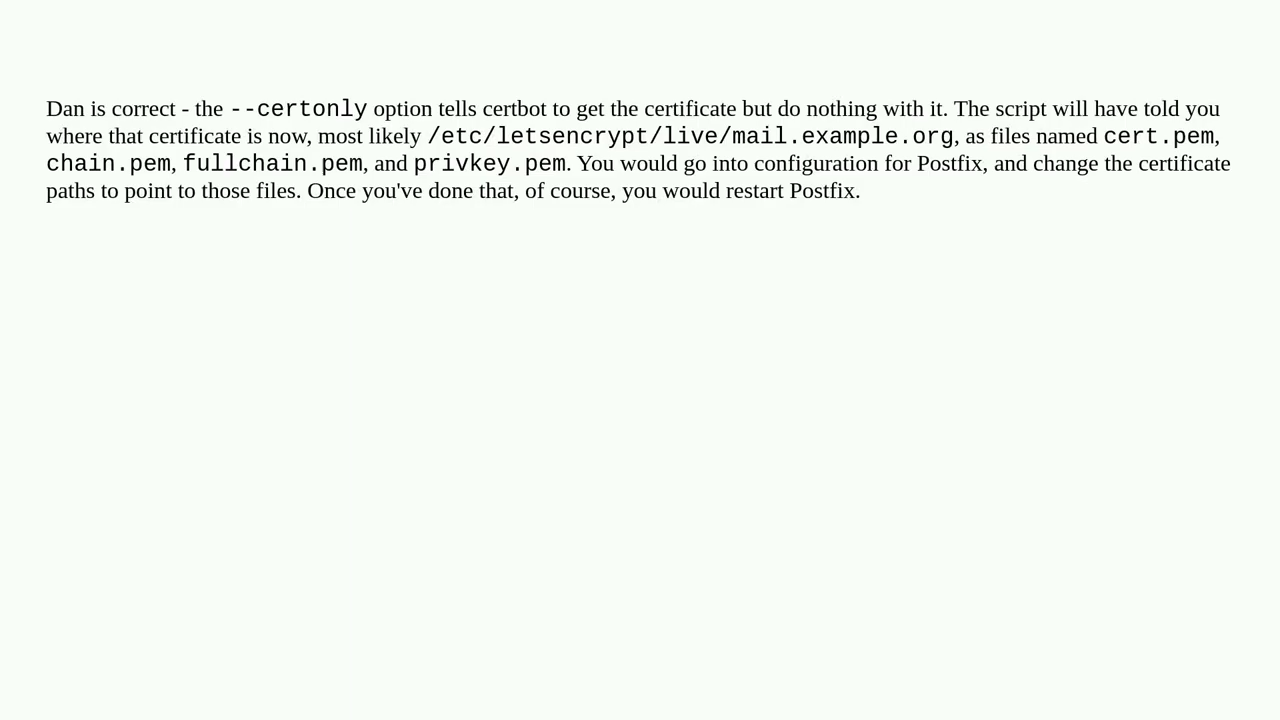 Dan is correct - the --certonly option tells certbot to get the certificate but do nothing with it. The script will have told you
where that certificate is now, most likely /etc/letsencrypt/live/mail.example.org, as files named cert.pem,
chain.pem, fullchain.pem, and privkey.pem. You would go into configuration for Postfix, and change the certificate
paths to point to those files. Once you've done that, of course, you would restart Postfix.